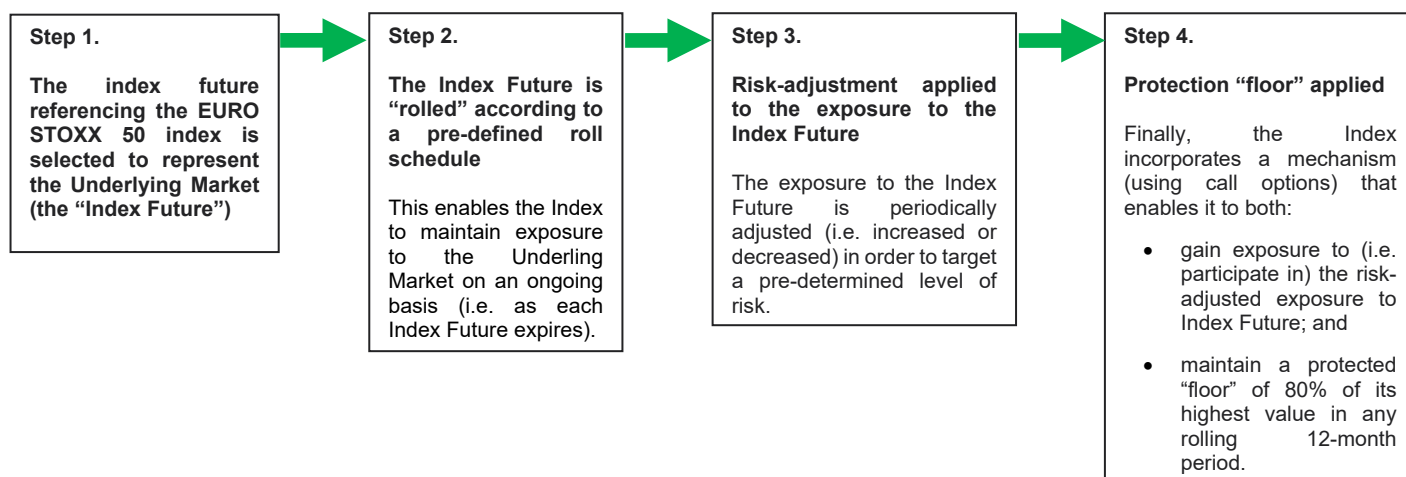 Step 1.
The index future
referencing the EURO
STOXX 50 index is
selected to represent
the Underlying Market
(the “Index Future”)
Step 2.
The Index Future is
“rolled” according to
a pre-defined roll
schedule
This enables the Index
to maintain exposure
to the Underling
Market on an ongoing
basis (i.e. as each
Index Future expires).
Step 3.
Risk-adjustment applied
to the exposure to the
Index Future
The exposure to the Index
Future is periodically
adjusted (i.e. increased or
decreased) in order to target
a pre-determined level of
risk.
Step 4.
Protection “floor” applied
Finally, the Index
incorporates a mechanism
(using call options) that
enables it to both:
• gain exposure to (i.e.
participate in) the risk-
adjusted exposure to
Index Future; and
• maintain a protected
“floor” of 80% of its
highest value in any
rolling 12-month
period.